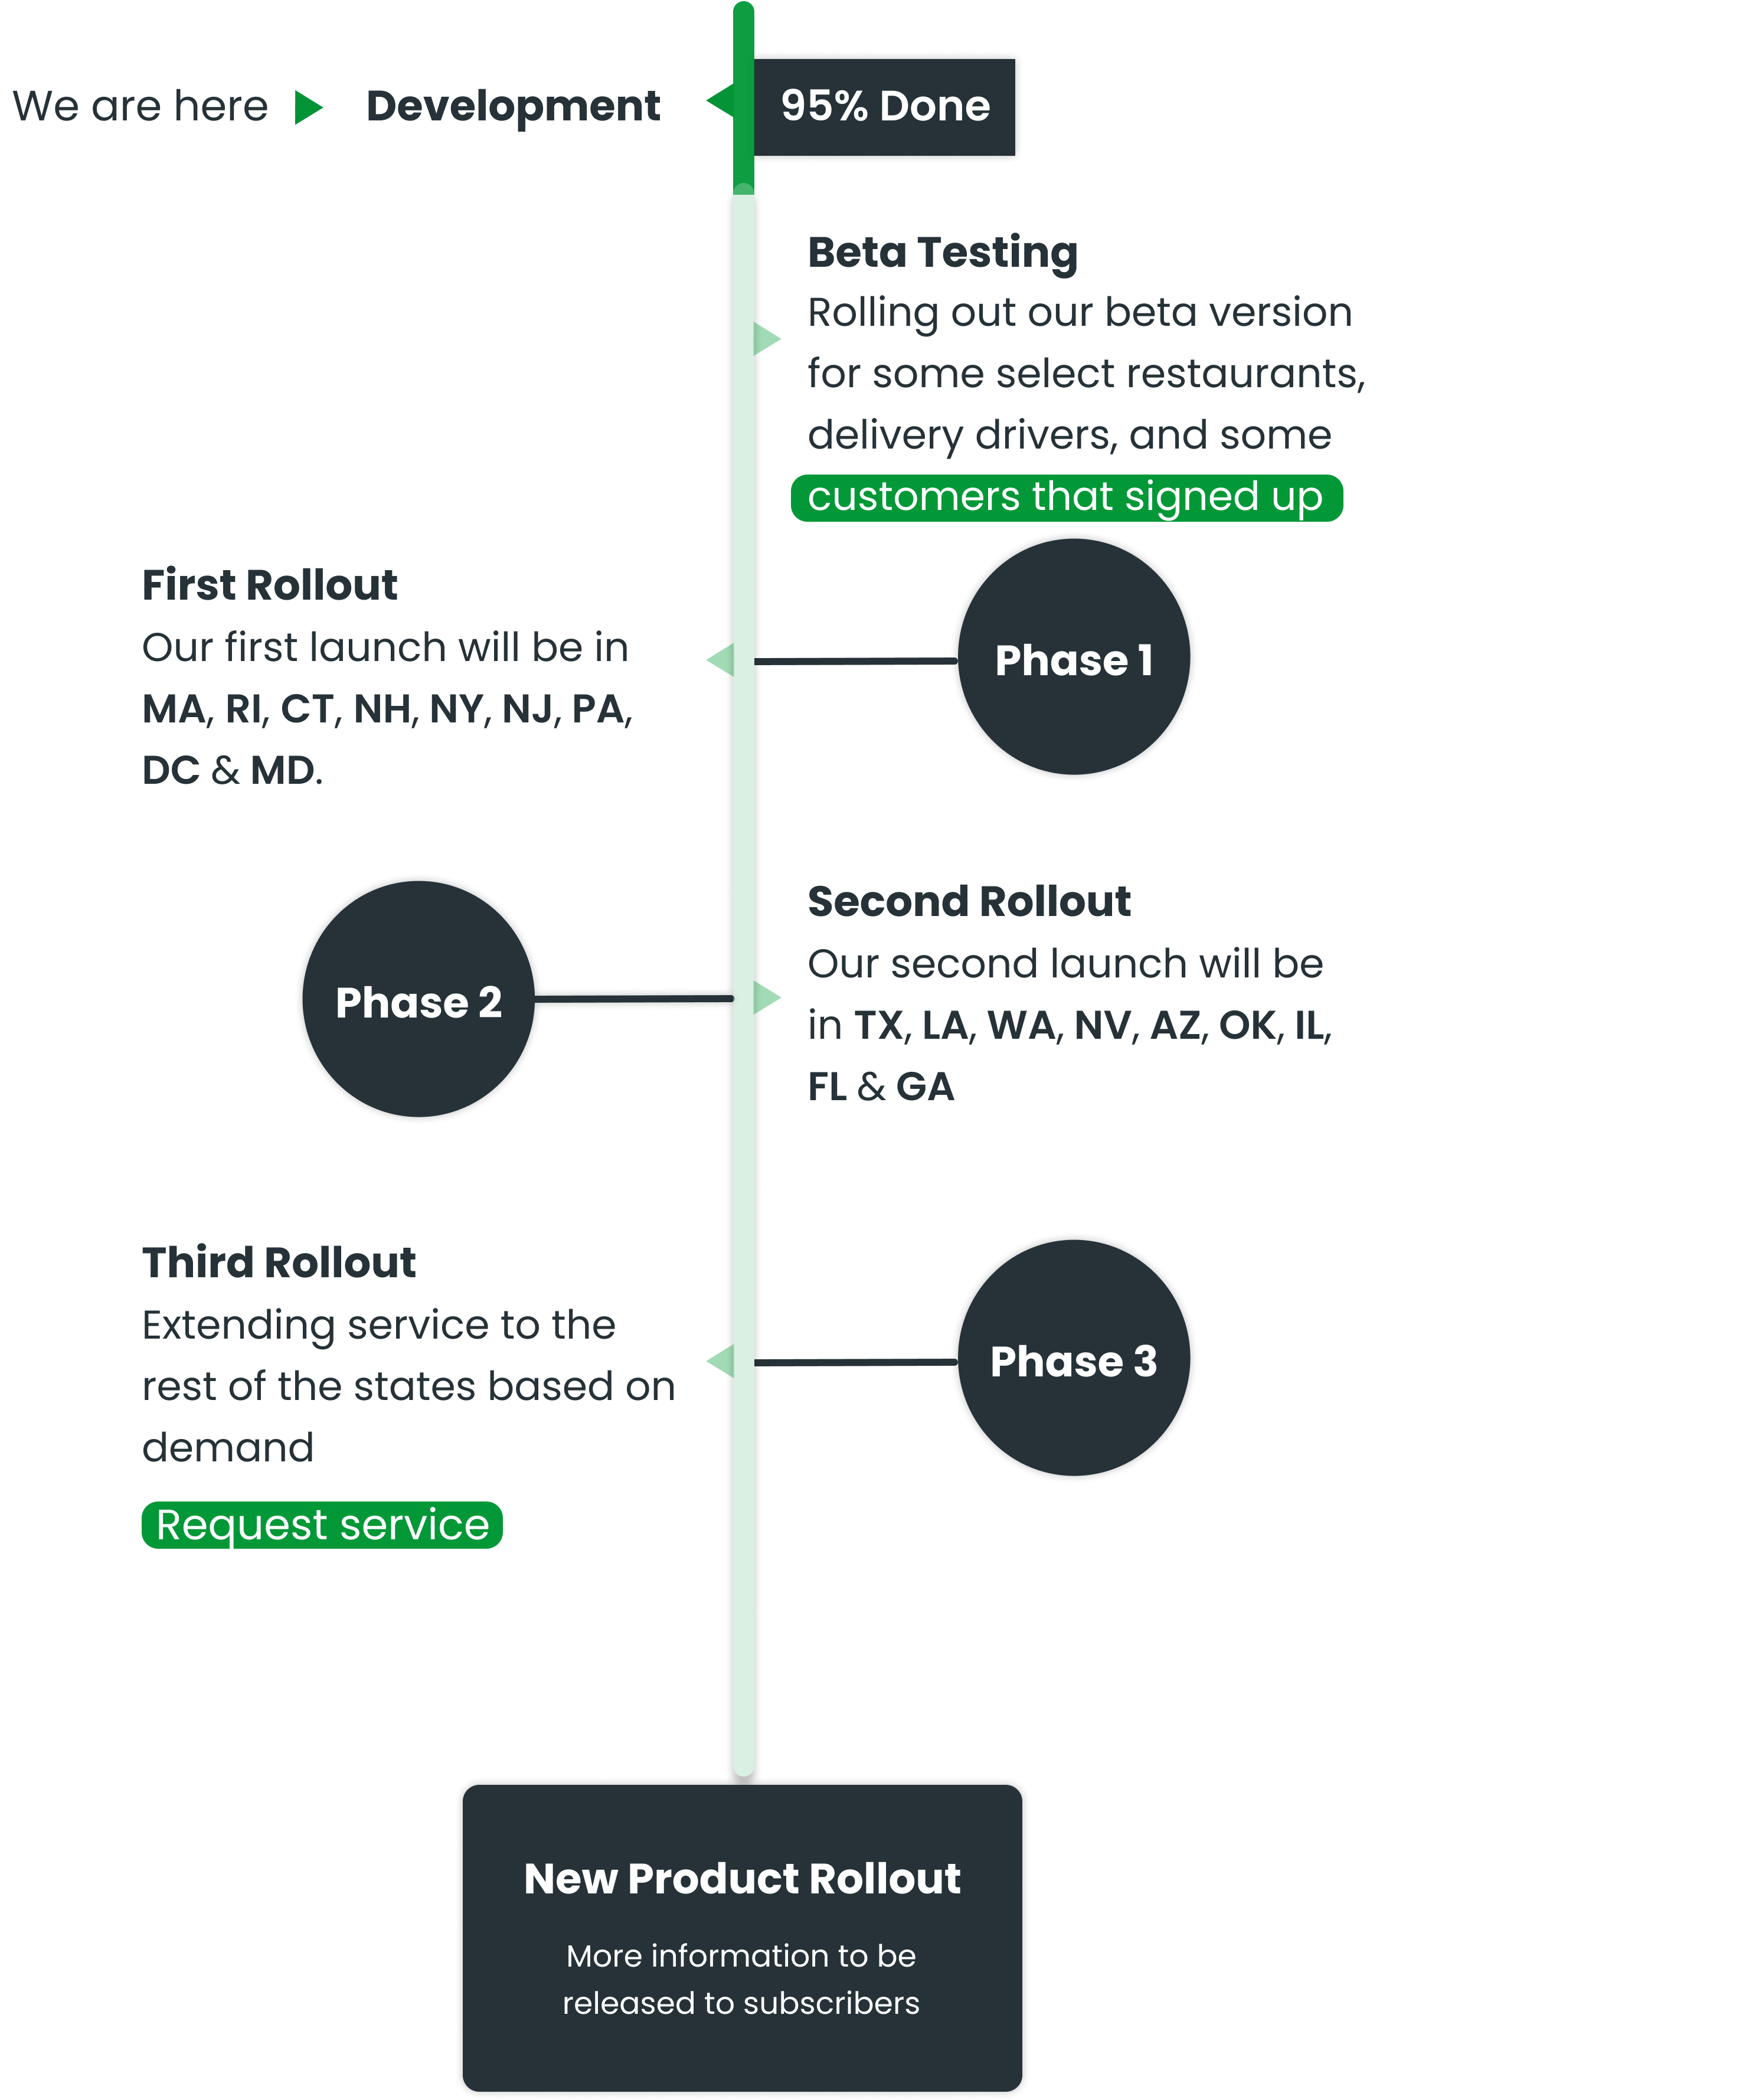 We are here
Development
95% Done
Beta Testing
Rolling out our beta version
for some select restaurants,
delivery drivers, and some
customers that signed up
First Rollout
Our first launch will be in
MA, RI, CT, NH, NY, NJ, PA,
DC & MD.
Phase 1
Phase 2
Second Rollout
Our second launch will be
in TX, LA, WA, NV, AZ, OK, IL,
FL & GA
Third Rollout
Extending service to the
rest of the states based on
demand
Request service
Phase 3
New Product Rollout
More information to be
released to subscribers